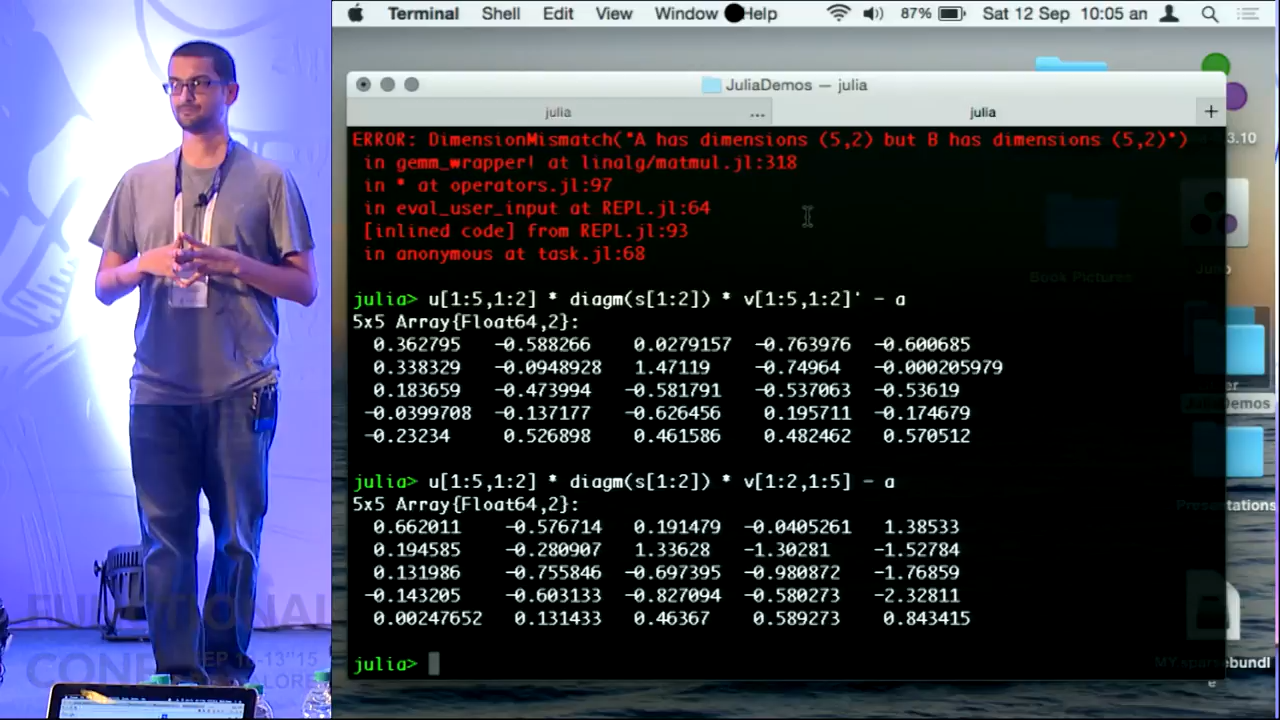 Terminal Shell Edit View Window Help 87% Sat 12 Sep 10:05 am
JuliaDemos — julia
julia ... julia +
ERROR: DimensionMismatch("A has dimensions (5,2) but B has dimensions (5,2)")
in gemm_wrapper! at linalg/matmul.jl:318
in * at operators.jl:97
in eval_user_input at REPL.jl:64
[inlined code] from REPL.jl:93
in anonymous at task.jl:68
julia> u[1:5,1:2] * diagm(s[1:2]) * v[1:5,1:2]' - a
5x5 Array{Float64,2}:
0.362795 -0.588266 0.0279157 -0.763976 -0.600685
0.338329 -0.0948928 1.47119 -0.74964 -0.000205979
0.183659 -0.473994 -0.581791 -0.537063 -0.53619
-0.0399708 -0.137177 -0.626456 0.195711 -0.174679
-0.23234 0.526898 0.461586 0.482462 0.570512
julia> u[1:5,1:2] * diagm(s[1:2]) * v[1:2,1:5] - a
5x5 Array{Float64,2}:
0.662011 -0.576714 0.191479 -0.0405261 1.38533
0.194585 -0.280907 1.33628 -1.30281 -1.52784
0.131986 -0.755846 -0.697395 -0.980872 -1.76859
-0.143205 -0.603133 -0.827094 -0.580273 -2.32811
0.00247652 0.131433 0.46367 0.589273 0.843415
julia>
3.10
Book Pictures
Juno
JuliaDemos
Presentations
MY.sparsebundl
e